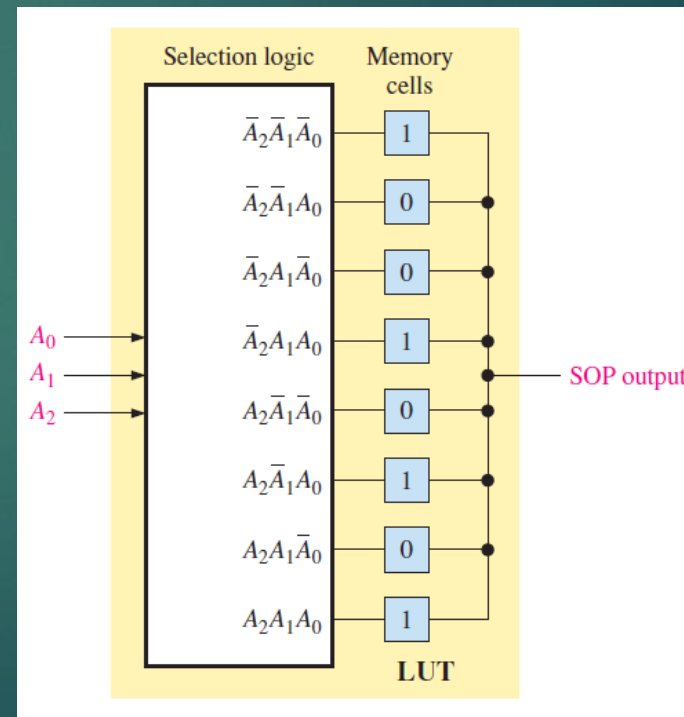 Selection logic
Memory cells
A̅₂A̅₁A̅₀ 1
A̅₂A̅₁A₀ 0
A̅₂A₁A̅₀ 0
A₀
A̅₂A₁A₀ 1
A₁
SOP output
A₂
A₂A̅₁A̅₀ 0
A₂A̅₁A₀ 1
A₂A₁A̅₀ 0
A₂A₁A₀ 1
LUT